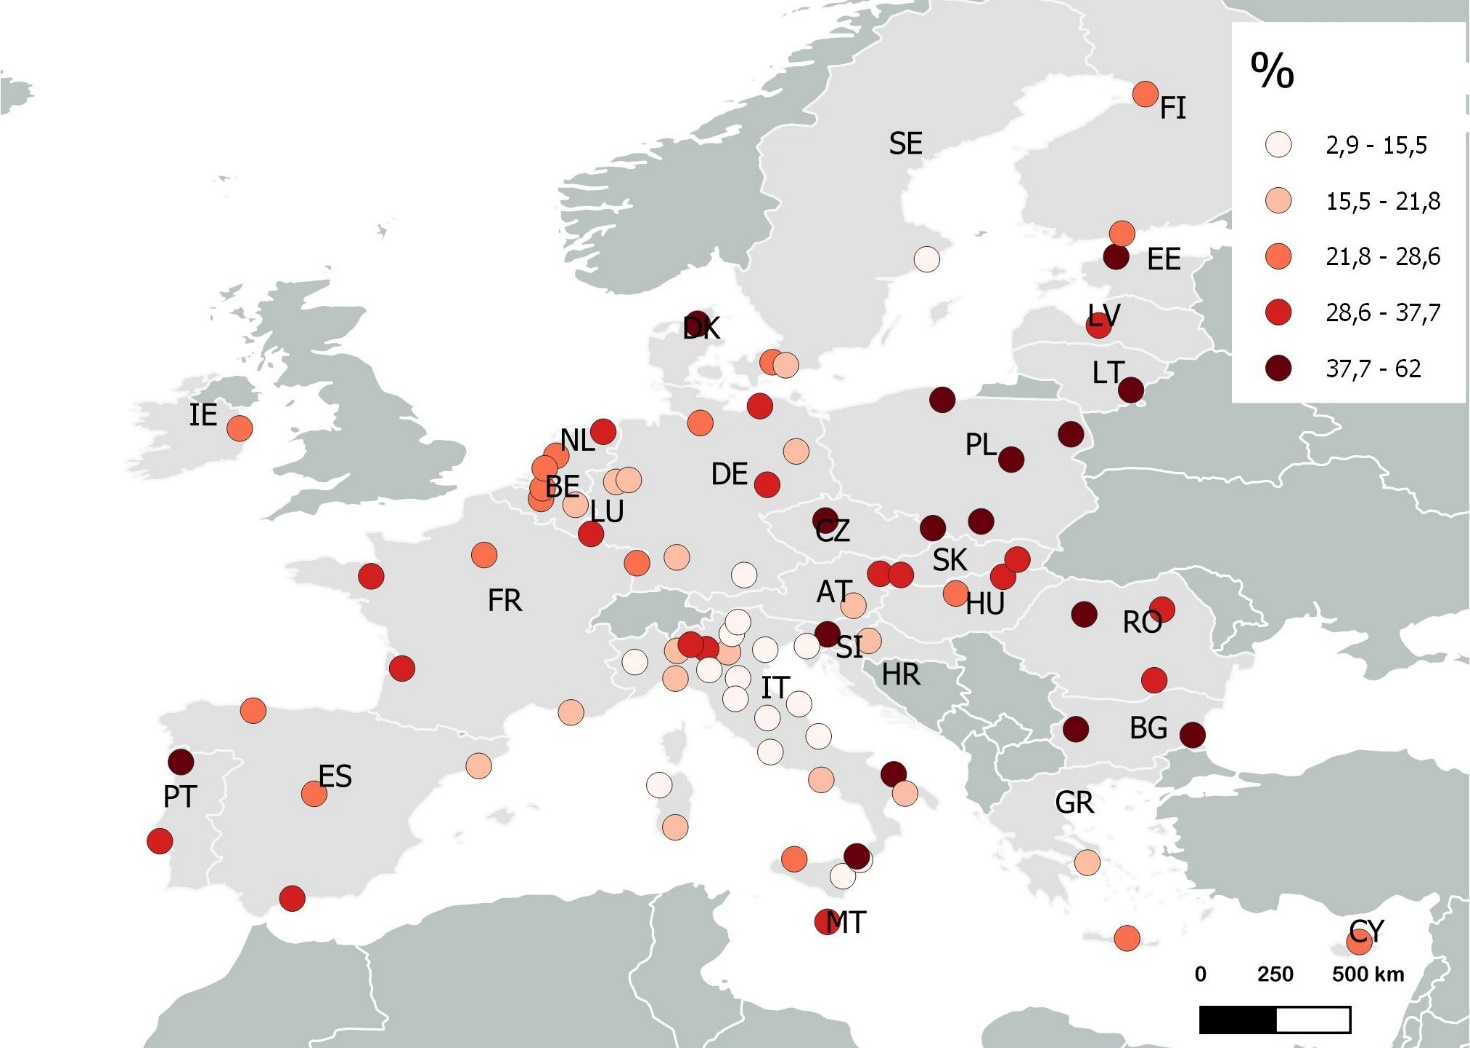 %
2,9 - 15,5
15,5 - 21,8
21,8 - 28,6
28,6 - 37,7
37,7 - 62
FI
SE
EE
LV
DK
LT
IE
NL
PL
DE
BE
LU
CZ
SK
FR
AT
HU
RO
SI
HR
IT
BG
ES
PT
GR
MT
CY
0 250 500 km